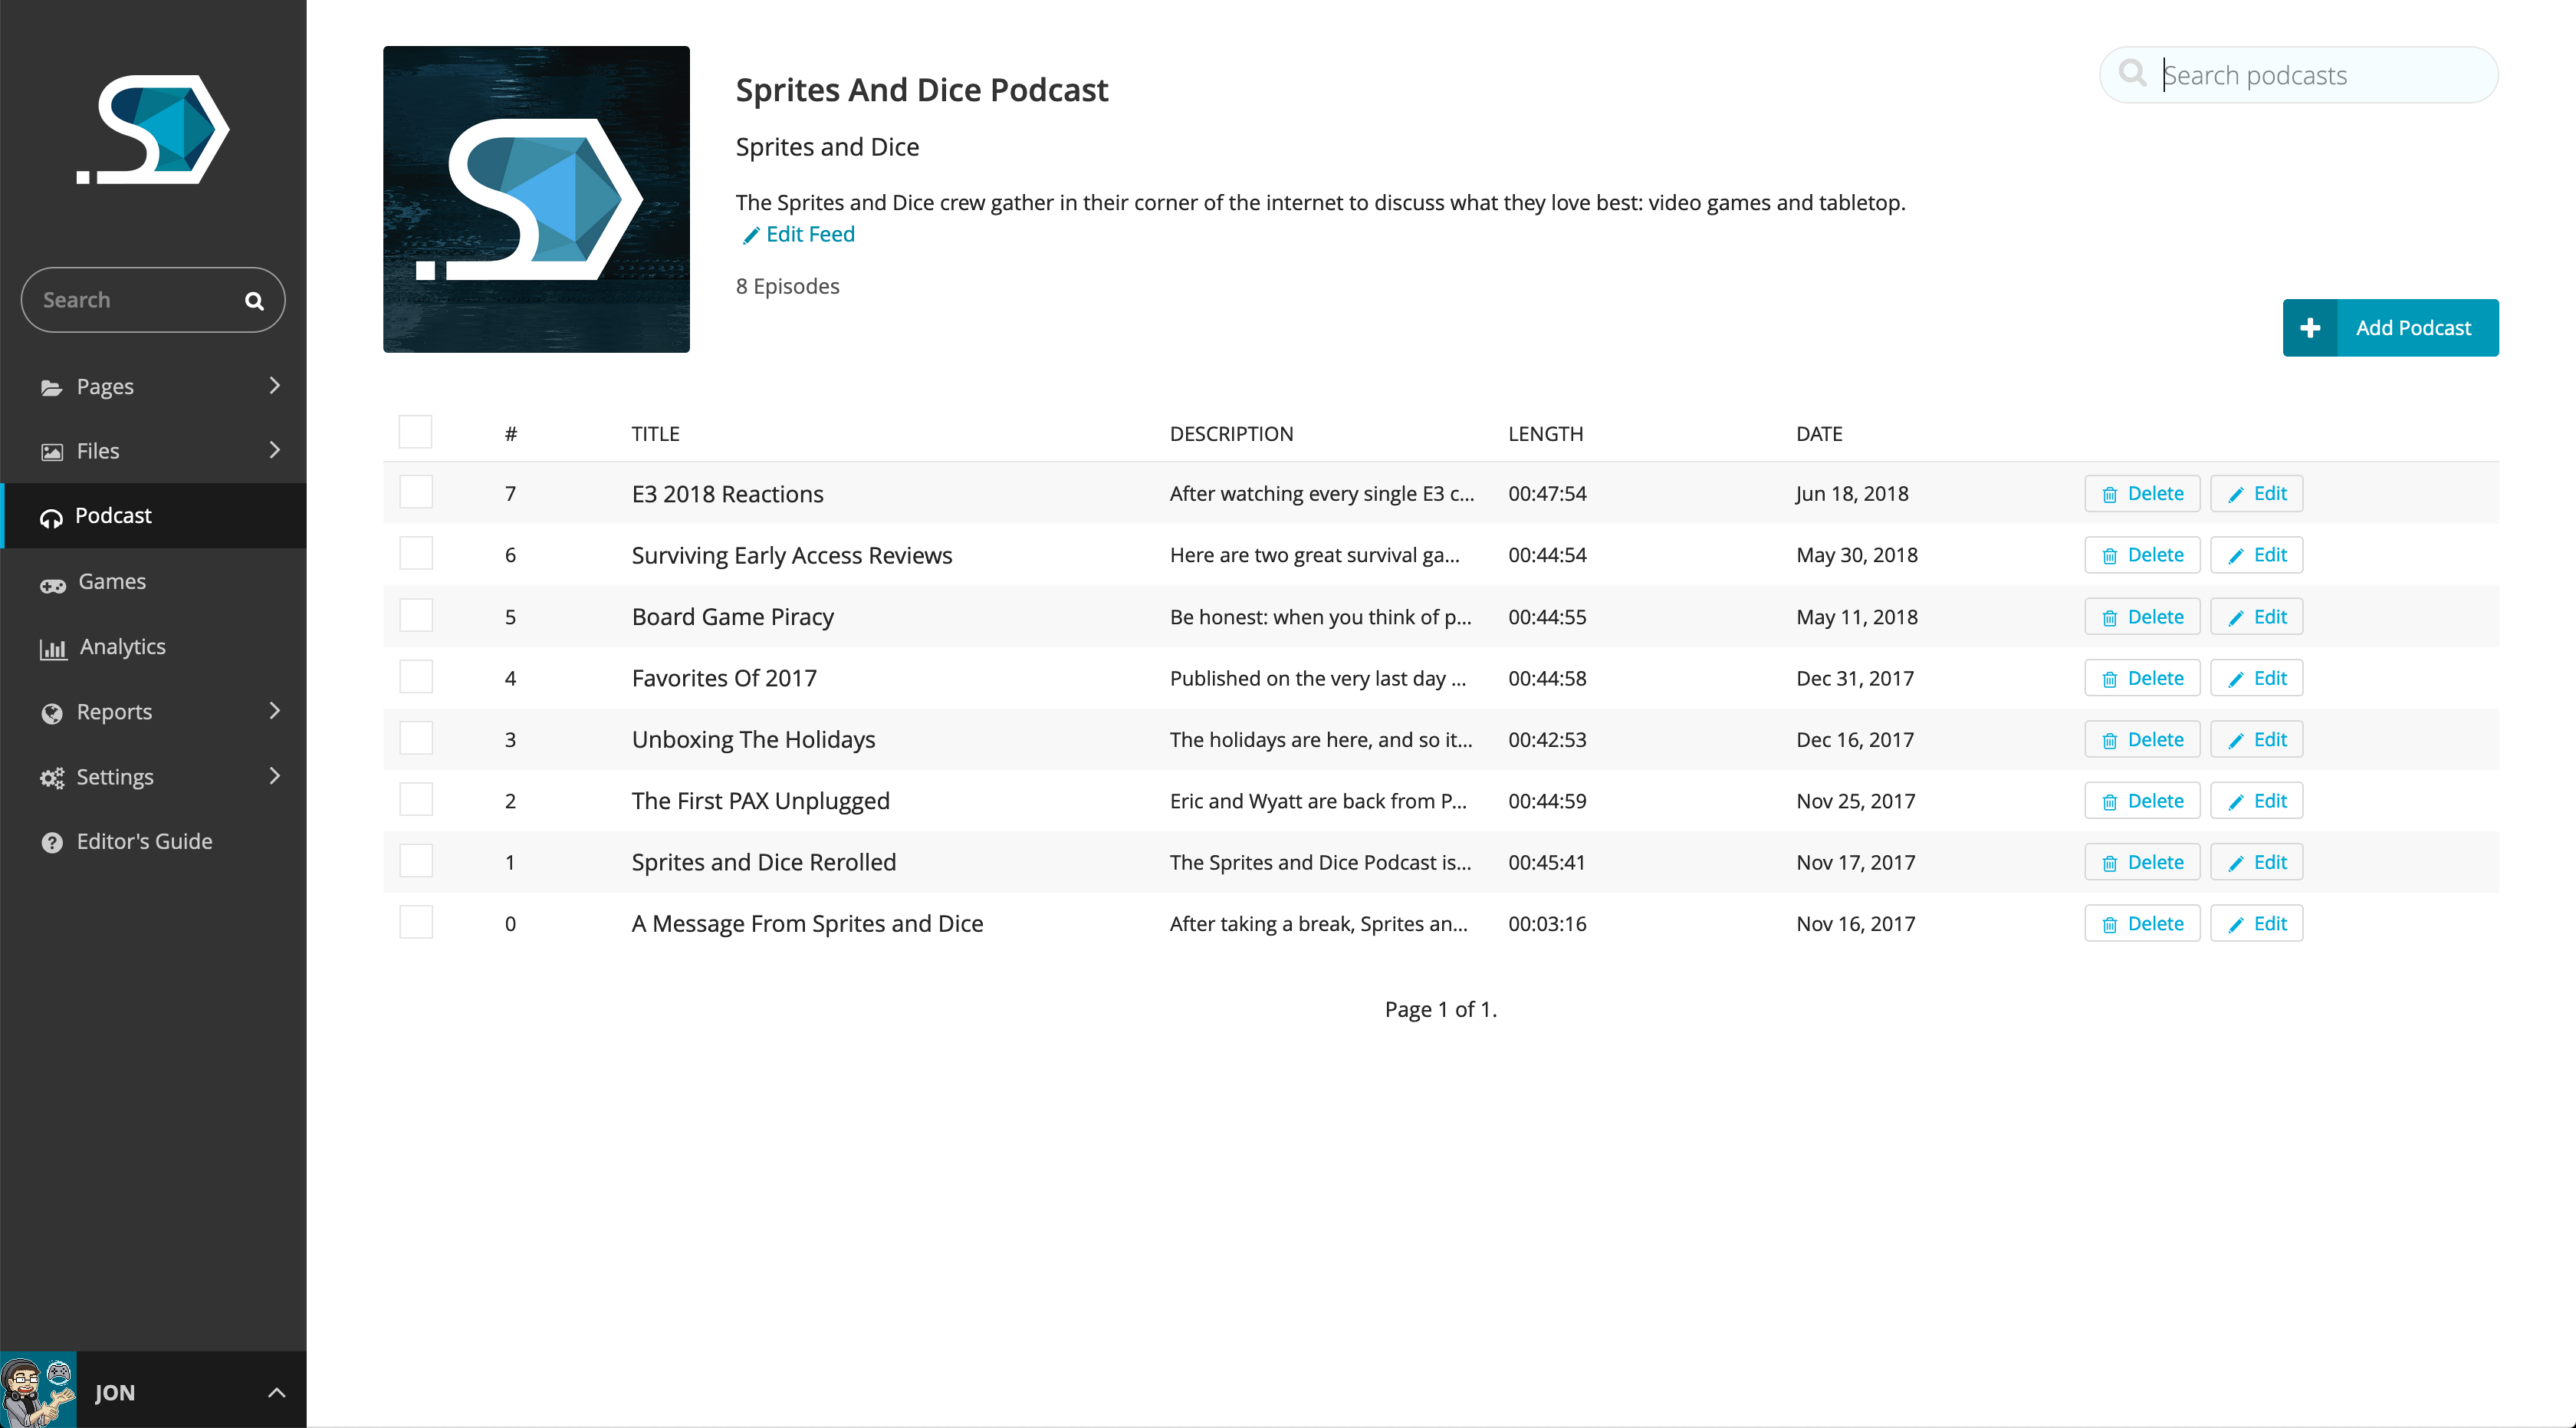 Search
Pages
Files
Podcast
Games
Analytics
Reports
Settings
Editor's Guide
JON
Sprites And Dice Podcast
Sprites and Dice
The Sprites and Dice crew gather in their corner of the internet to discuss what they love best: video games and tabletop.
Edit Feed
8 Episodes
Search podcasts
Add Podcast
# TITLE DESCRIPTION LENGTH DATE
7 E3 2018 Reactions After watching every single E3 c... 00:47:54 Jun 18, 2018 Delete Edit
6 Surviving Early Access Reviews Here are two great survival ga... 00:44:54 May 30, 2018 Delete Edit
5 Board Game Piracy Be honest: when you think of p... 00:44:55 May 11, 2018 Delete Edit
4 Favorites Of 2017 Published on the very last day ... 00:44:58 Dec 31, 2017 Delete Edit
3 Unboxing The Holidays The holidays are here, and so it... 00:42:53 Dec 16, 2017 Delete Edit
2 The First PAX Unplugged Eric and Wyatt are back from P... 00:44:59 Nov 25, 2017 Delete Edit
1 Sprites and Dice Rerolled The Sprites and Dice Podcast is... 00:45:41 Nov 17, 2017 Delete Edit
0 A Message From Sprites and Dice After taking a break, Sprites an... 00:03:16 Nov 16, 2017 Delete Edit
Page 1 of 1.